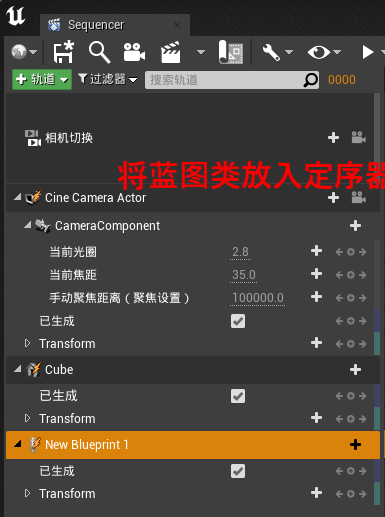 Sequencer
轨道 过滤器 搜索轨道 0000
相机切换
将蓝图类放入定序器
Cine Camera Actor
CameraComponent
当前光圈 2.8
当前焦距 35.0
手动聚焦距离（聚焦设置） 100000.0
已生成
Transform
Cube
已生成
Transform
New Blueprint 1
已生成
Transform